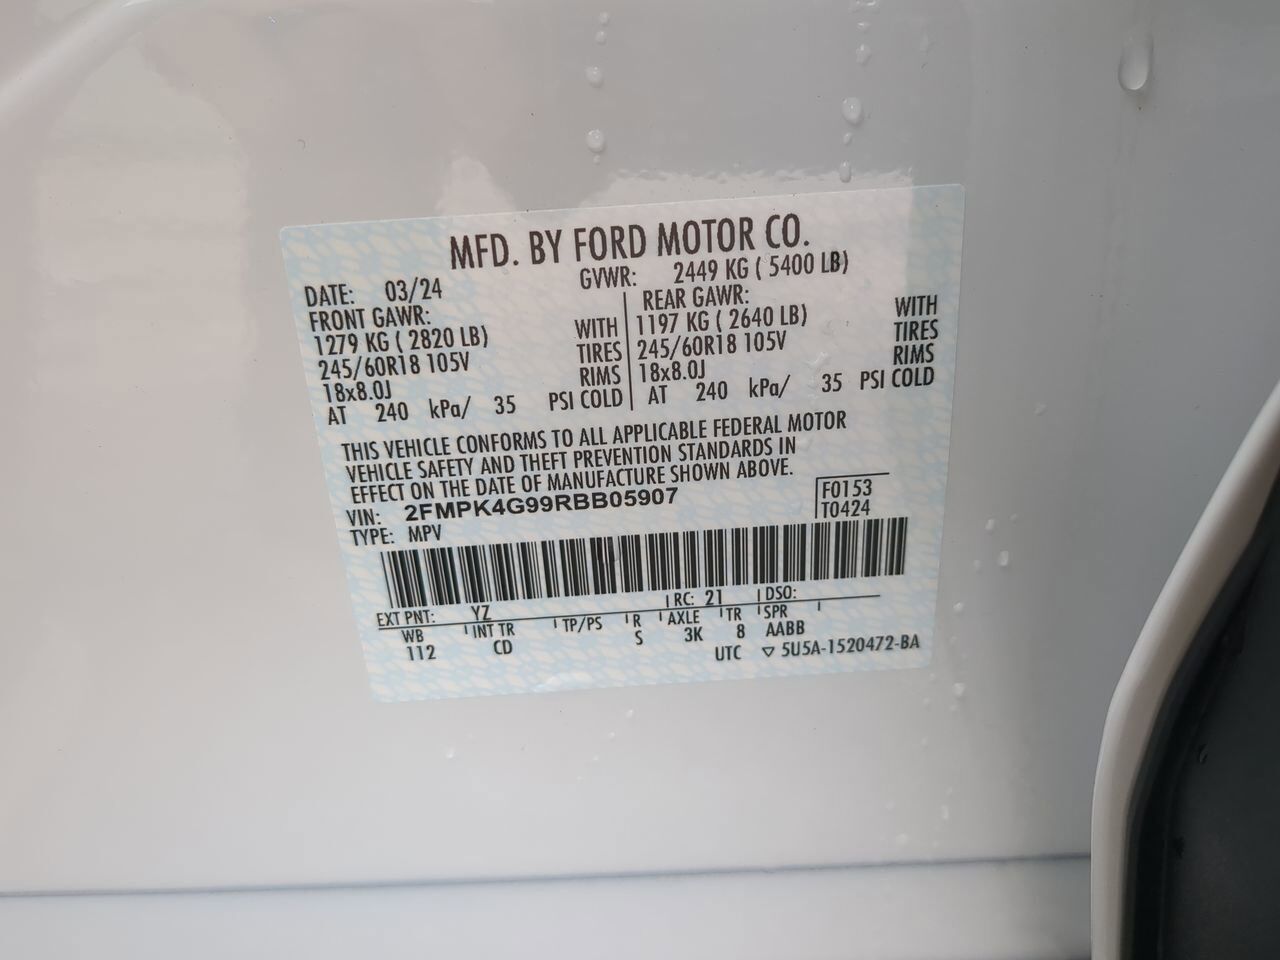 MFD. BY FORD MOTOR CO.
DATE: 03/24 GVWR: 2449 KG ( 5400 LB)
FRONT GAWR: REAR GAWR:
1279 KG ( 2820 LB) WITH 1197 KG ( 2640 LB) WITH
245/60R18 105V TIRES 245/60R18 105V TIRES
18x8.0J RIMS 18x8.0J RIMS
AT 240 kPa/ 35 PSI COLD AT 240 kPa/ 35 PSI COLD
THIS VEHICLE CONFORMS TO ALL APPLICABLE FEDERAL MOTOR
VEHICLE SAFETY AND THEFT PREVENTION STANDARDS IN
EFFECT ON THE DATE OF MANUFACTURE SHOWN ABOVE.
VIN: 2FMPK4G99RBB05907 F0153
TYPE: MPV T0424
EXT PNT: YZ RC: 21 DSO:
WB INT TR TP/PS R AXLE TR SPR
112 CD S 3K 8 AABB
UTC ▽ 5U5A-1520472-BA